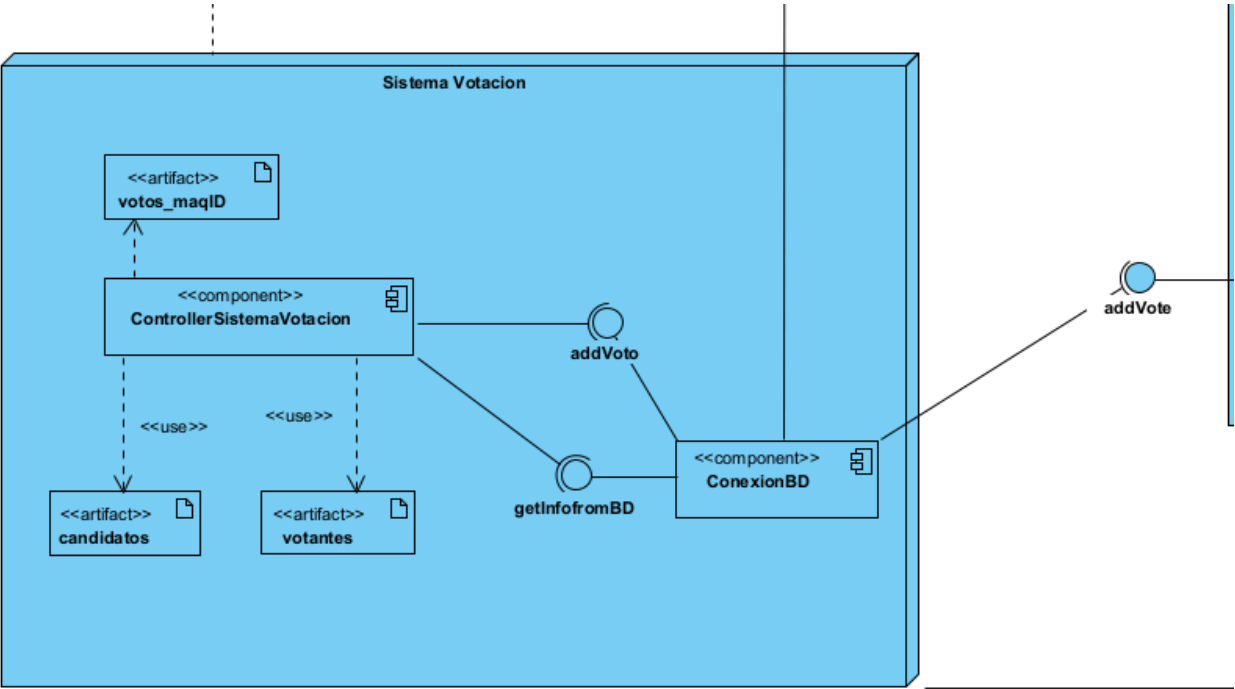 Sistema Votacion
<<artifact>>
votos_maqID
<<component>>
ControllerSistemaVotacion
addVote
addVoto
<<use>>
<<use>>
<<component>>
ConexionBD
getInfofromBD
<<artifact>>
candidatos
<<artifact>>
votantes